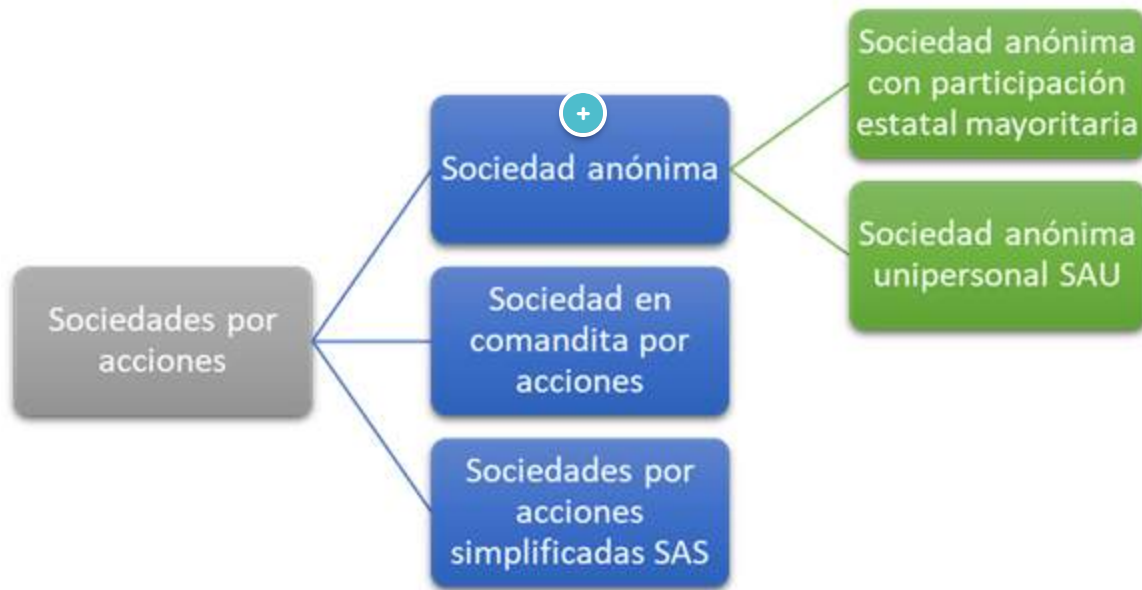 Sociedades por
acciones
+
Sociedad anónima
Sociedad en
comandita por
acciones
Sociedades por
acciones
simplificadas SAS
Sociedad anónima
con participación
estatal mayoritaria
Sociedad anónima
unipersonal SAU